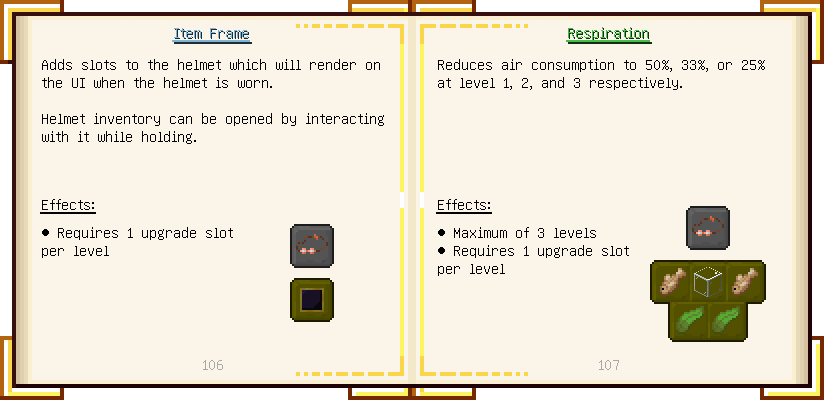 Item Frame
Adds slots to the helmet which will render on
the UI when the helmet is worn.
Helmet inventory can be opened by interacting
with it while holding.
Effects:
● Requires 1 upgrade slot
per level
106
Respiration
Reduces air consumption to 50%, 33%, or 25%
at level 1, 2, and 3 respectively.
Effects:
● Maximum of 3 levels
● Requires 1 upgrade slot
per level
107